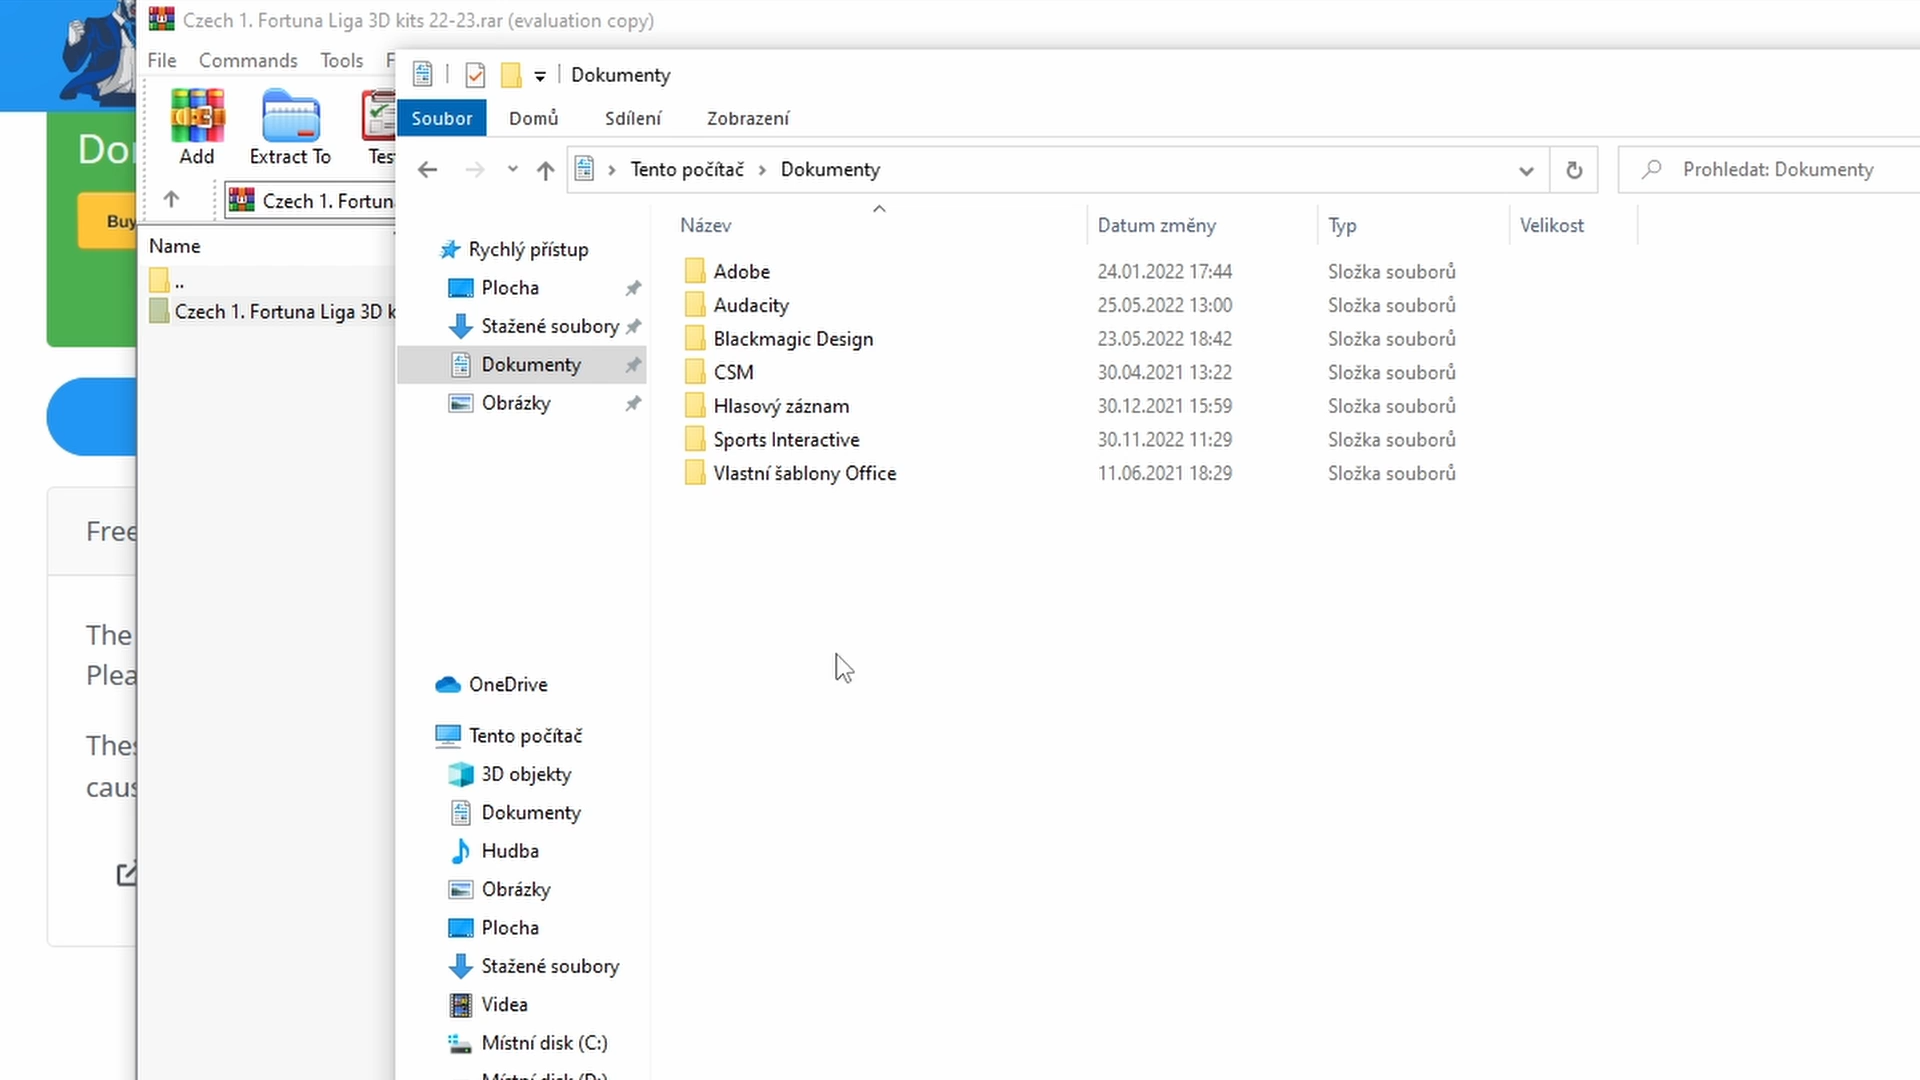 Czech 1. Fortuna Liga 3D kits 22-23.rar (evaluation copy)
File Commands Tools F
Add Extract To Tes
Czech 1. Fortun
Name
..
Czech 1. Fortuna Liga 3D k
Dor
Buy
Free
The
Plea
Thes
caus
Dokumenty
Soubor Domů Sdílení Zobrazení
Tento počítač Dokumenty
Prohledat: Dokumenty
Název Datum změny Typ Velikost
Rychlý přístup
Plocha
Stažené soubory
Dokumenty
Obrázky
OneDrive
Tento počítač
3D objekty
Dokumenty
Hudba
Obrázky
Plocha
Stažené soubory
Videa
Místní disk (C:)
Místní disk (D:)
Adobe 24.01.2022 17:44 Složka souborů
Audacity 25.05.2022 13:00 Složka souborů
Blackmagic Design 23.05.2022 18:42 Složka souborů
CSM 30.04.2021 13:22 Složka souborů
Hlasový záznam 30.12.2021 15:59 Složka souborů
Sports Interactive 30.11.2022 11:29 Složka souborů
Vlastní šablony Office 11.06.2021 18:29 Složka souborů